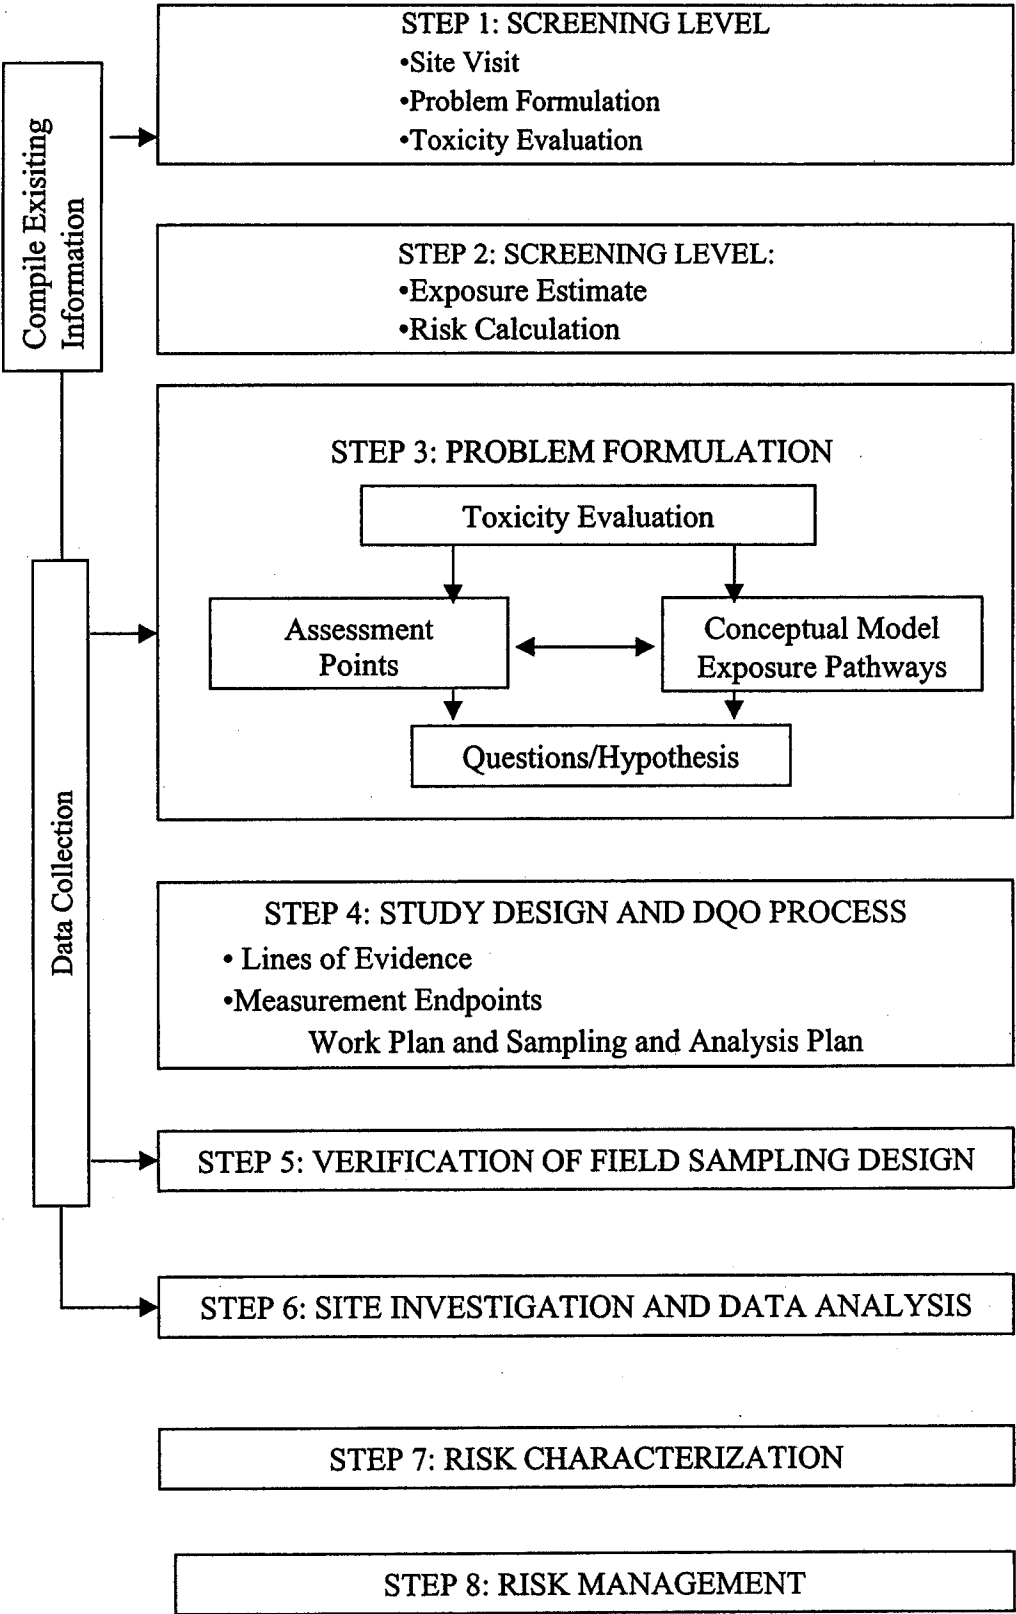 STEP 1: SCREENING LEVEL
•Site Visit
•Problem Formulation
•Toxicity Evaluation
Compile Exisiting
Information
STEP 2: SCREENING LEVEL:
•Exposure Estimate
•Risk Calculation
STEP 3: PROBLEM FORMULATION
Toxicity Evaluation
Assessment
Points
Conceptual Model
Exposure Pathways
Questions/Hypothesis
Data Collection
STEP 4: STUDY DESIGN AND DQO PROCESS
• Lines of Evidence
•Measurement Endpoints
Work Plan and Sampling and Analysis Plan
STEP 5: VERIFICATION OF FIELD SAMPLING DESIGN
STEP 6: SITE INVESTIGATION AND DATA ANALYSIS
STEP 7: RISK CHARACTERIZATION
STEP 8: RISK MANAGEMENT